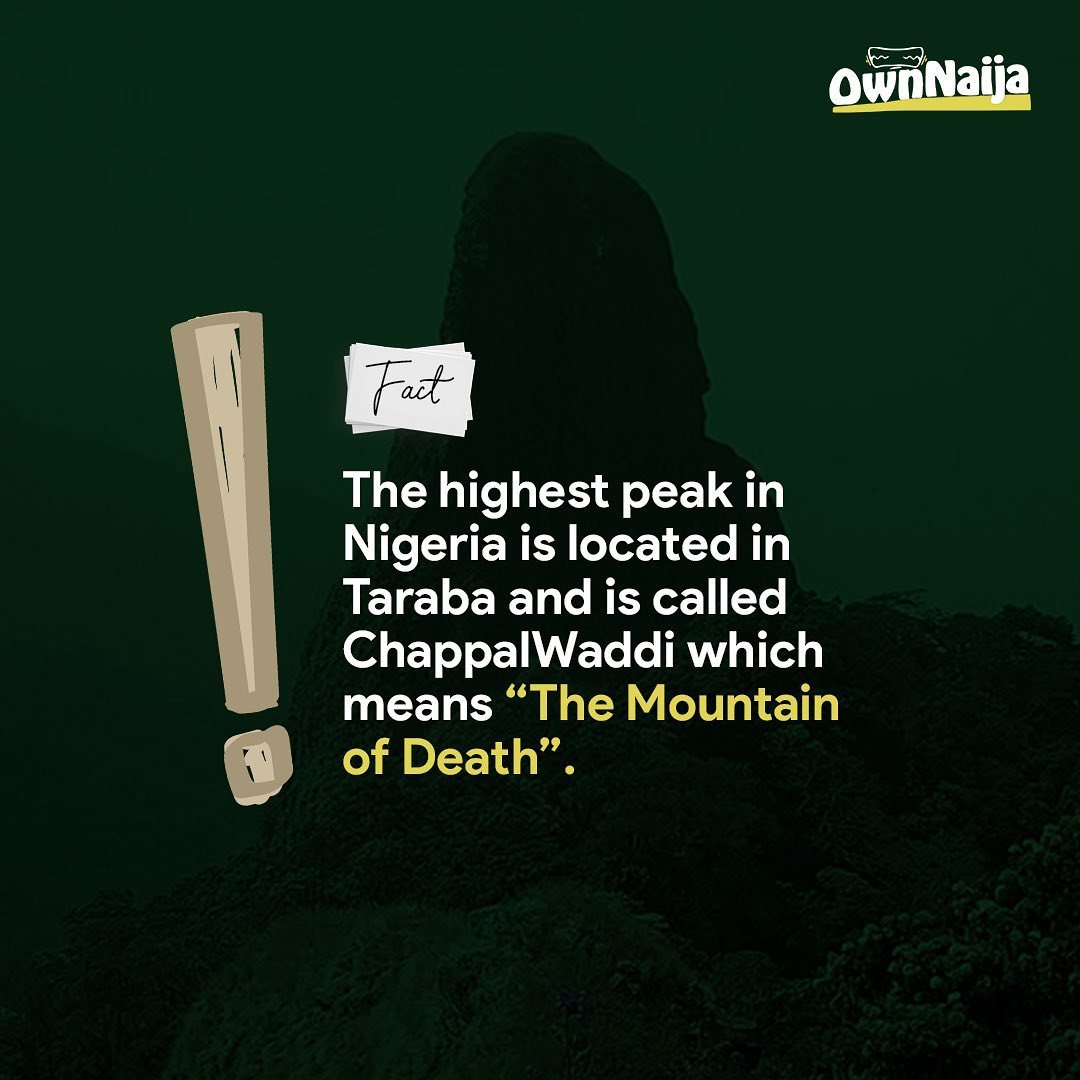 OwnNaija
Fact
The highest peak in
Nigeria is located in
Taraba and is called
ChappalWaddi which
means “The Mountain
of Death”.